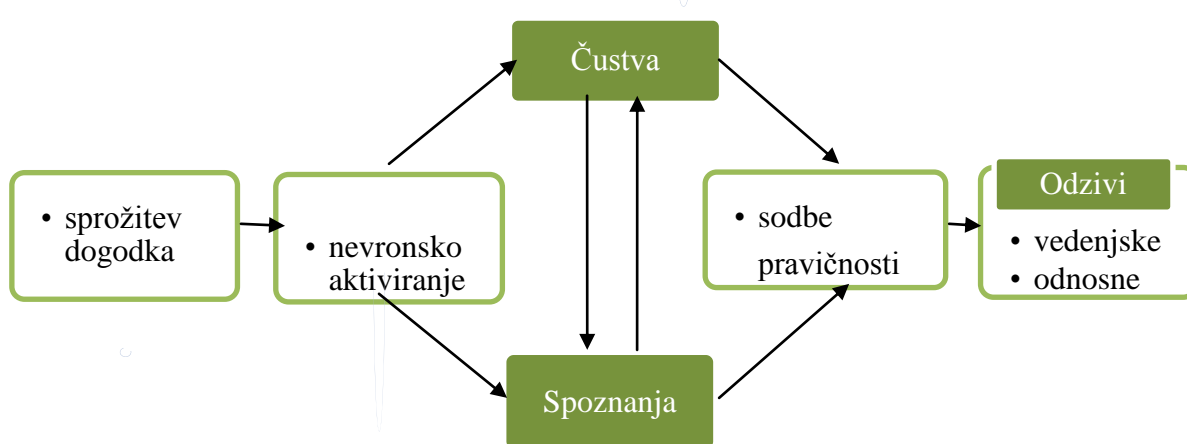 Čustva
• sprožitev
dogodka
• nevronsko
aktiviranje
• sodbe
pravičnosti
Odzivi
• vedenjske
• odnosne
Spoznanja